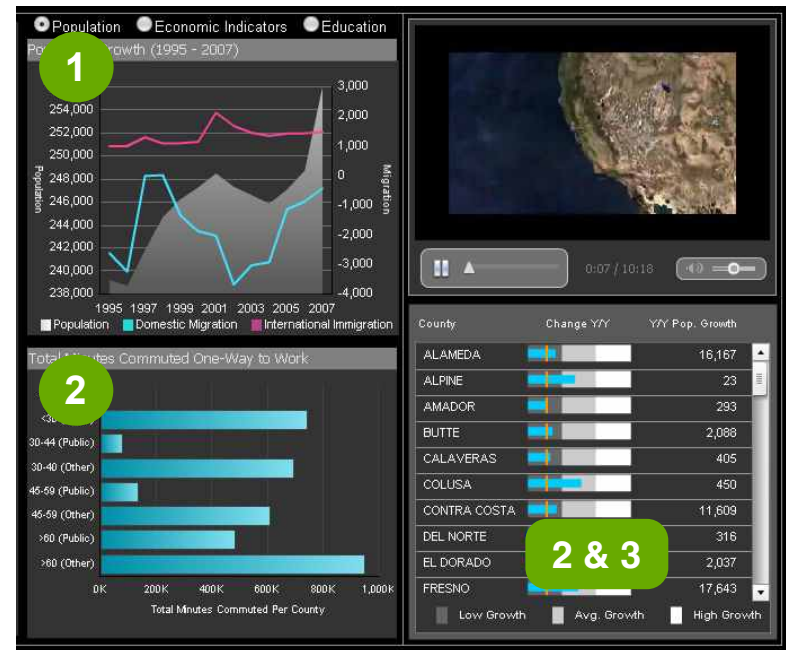 Population Economic Indicators Education
Growth (1995 - 2007)
1
3,000
254,000
2,000
252,000
1,000
250,000
248,000
0
246,000
-1,000
244,000
-2,000
242,000
-3,000
240,000
238,000
-4,000
Population
Migration
1995 1997 1999 2001 2003 2005 2007
Population Domestic Migration International Immigration
Total Minutes Commuted One-Way to Work
2
30-44 (Public)
30-40 (Other)
45-59 (Public)
45-59 (Other)
>60 (Public)
>60 (Other)
0K 200K 400K 600K 800K 1,000K
Total Minutes Commuted Per County
0:07 / 10:18
County Change Y/Y Y/Y Pop. Growth
ALAMEDA 16,167
ALPINE 23
AMADOR 293
BUTTE 2,088
CALAVERAS 405
COLUSA 450
CONTRA COSTA 11,609
DEL NORTE 316
EL DORADO 2,037
FRESNO 17,643
2 & 3
Low Growth Avg. Growth High Growth